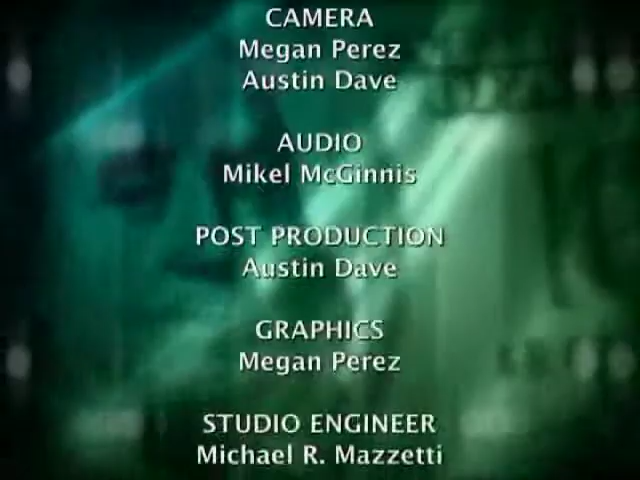 CAMERA
Megan Perez
Austin Dave
AUDIO
Mikel McGinnis
POST PRODUCTION
Austin Dave
GRAPHICS
Megan Perez
STUDIO ENGINEER
Michael R. Mazzetti